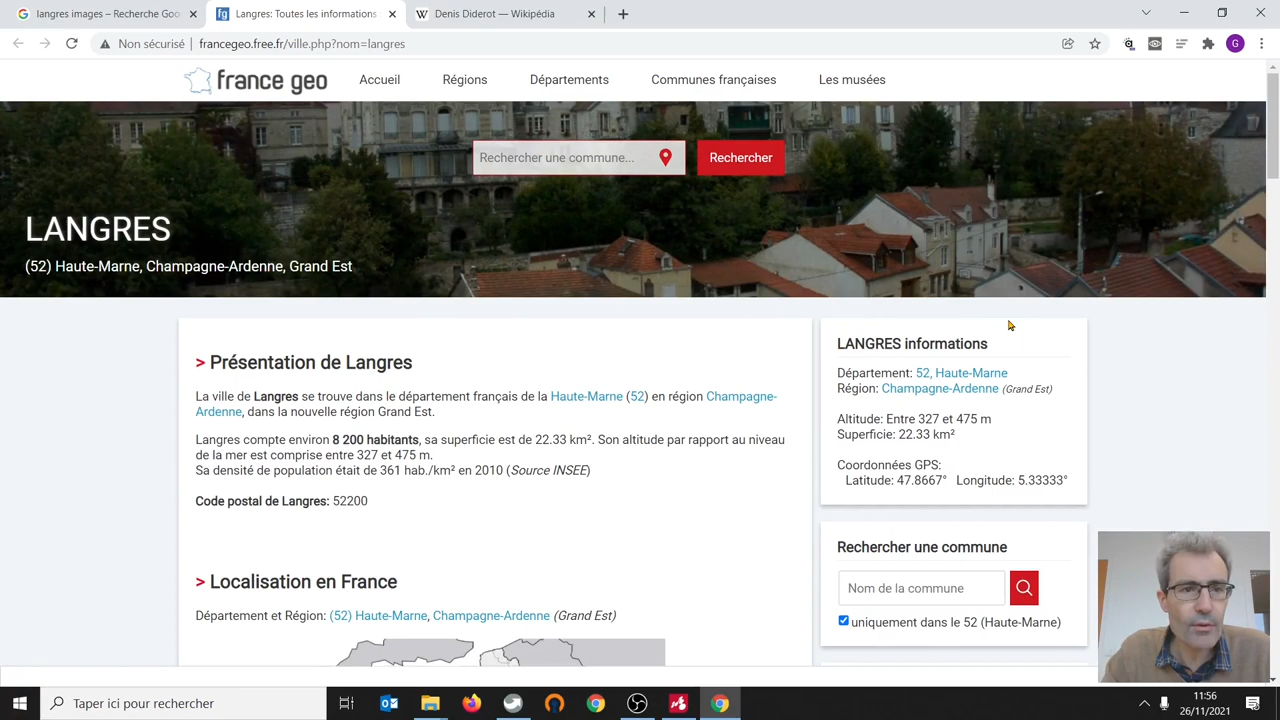 langres images – Recherche Goo
Langres: Toutes les informations
Denis Diderot — Wikipédia
Non sécurisé
francegeo.free.fr/ville.php?nom=langres
G
france geo
Accueil
Régions
Départements
Communes françaises
Les musées
Rechercher une commune...
Rechercher
LANGRES
(52) Haute-Marne, Champagne-Ardenne, Grand Est
> Présentation de Langres
La ville de Langres se trouve dans le département français de la Haute-Marne (52) en région Champagne-
Ardenne, dans la nouvelle région Grand Est.
Langres compte environ 8 200 habitants, sa superficie est de 22.33 km². Son altitude par rapport au niveau
de la mer est comprise entre 327 et 475 m.
Sa densité de population était de 361 hab./km² en 2010 (Source INSEE)
Code postal de Langres: 52200
> Localisation en France
Département et Région: (52) Haute-Marne, Champagne-Ardenne (Grand Est)
LANGRES informations
Département: 52, Haute-Marne
Région: Champagne-Ardenne (Grand Est)
Altitude: Entre 327 et 475 m
Superficie: 22.33 km²
Coordonnées GPS:
Latitude: 47.8667° Longitude: 5.33333°
Rechercher une commune
Nom de la commune
uniquement dans le 52 (Haute-Marne)
Taper ici pour rechercher
11:56
26/11/2021